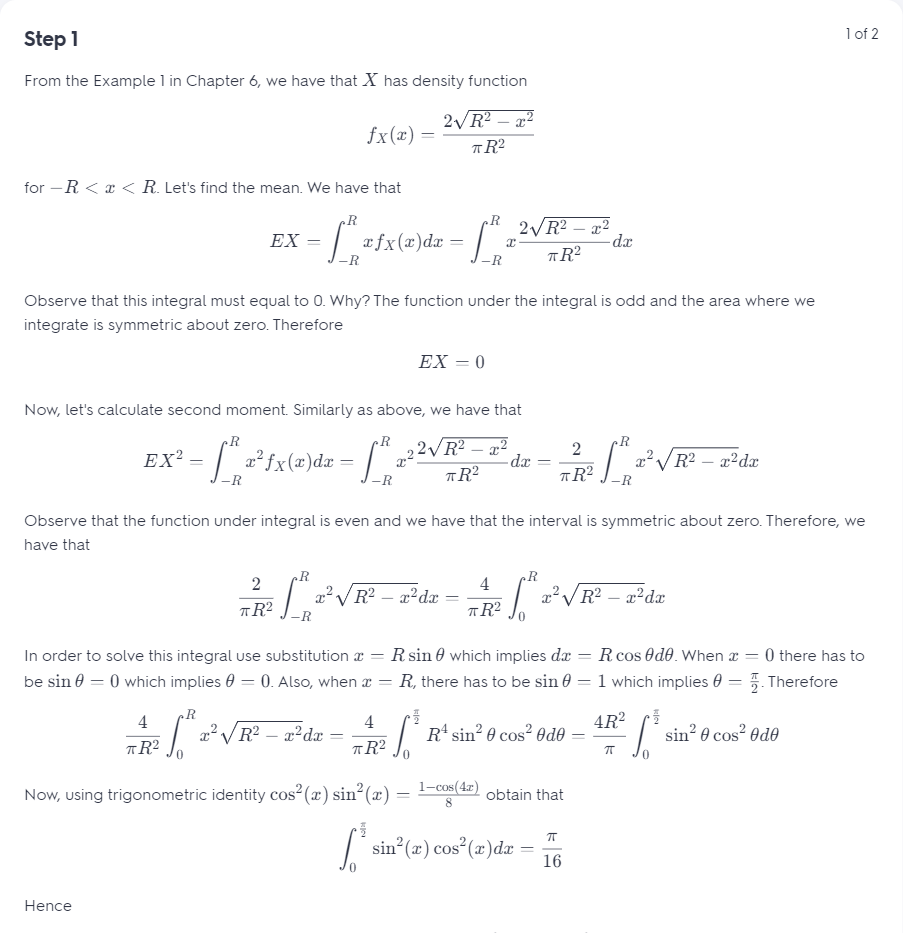 Step 1
1 of 2
From the Example 1 in Chapter 6, we have that X has density function
f_X(x) = \frac{2\sqrt{R^2 - x^2}}{\pi R^2}
for −R < x < R. Let's find the mean. We have that
EX = \int_{-R}^{R} x f_X(x)dx = \int_{-R}^{R} x \frac{2\sqrt{R^2 - x^2}}{\pi R^2} dx
Observe that this integral must equal to 0. Why? The function under the integral is odd and the area where we
integrate is symmetric about zero. Therefore
EX = 0
Now, let's calculate second moment. Similarly as above, we have that
EX^2 = \int_{-R}^{R} x^2 f_X(x)dx = \int_{-R}^{R} x^2 \frac{2\sqrt{R^2 - x^2}}{\pi R^2} dx = \frac{2}{\pi R^2} \int_{-R}^{R} x^2 \sqrt{R^2 - x^2}dx
Observe that the function under integral is even and we have that the interval is symmetric about zero. Therefore, we
have that
\frac{2}{\pi R^2} \int_{-R}^{R} x^2 \sqrt{R^2 - x^2}dx = \frac{4}{\pi R^2} \int_{0}^{R} x^2 \sqrt{R^2 - x^2}dx
In order to solve this integral use substitution x = R sin θ which implies dx = R cos θdθ. When x = 0 there has to
be sin θ = 0 which implies θ = 0. Also, when x = R, there has to be sin θ = 1 which implies θ = \frac{\pi}{2}. Therefore
\frac{4}{\pi R^2} \int_{0}^{R} x^2 \sqrt{R^2 - x^2}dx = \frac{4}{\pi R^2} \int_{0}^{\frac{\pi}{2}} R^4 \sin^2 θ \cos^2 θdθ = \frac{4R^2}{\pi} \int_{0}^{\frac{\pi}{2}} \sin^2 θ \cos^2 θdθ
Now, using trigonometric identity \cos^2(x) \sin^2(x) = \frac{1-\cos(4x)}{8} obtain that
\int_{0}^{\frac{\pi}{2}} \sin^2(x) \cos^2(x)dx = \frac{\pi}{16}
Hence